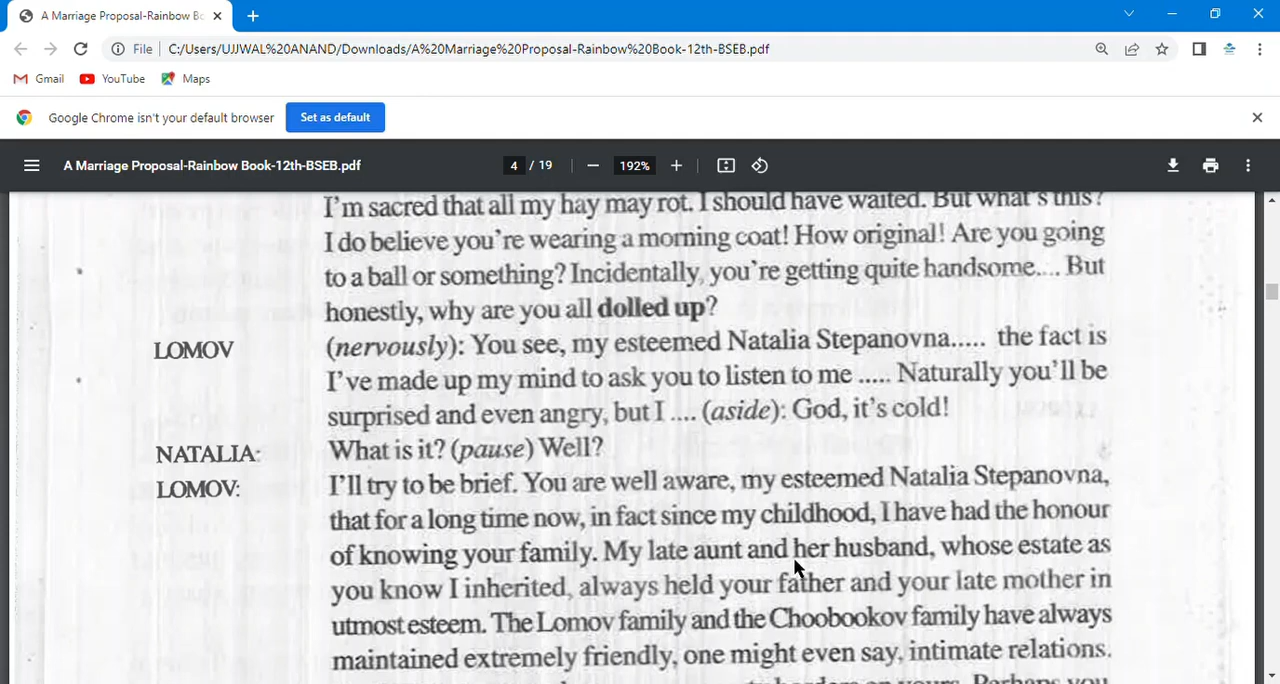 A Marriage Proposal-Rainbow Bo
File C:/Users/UJJWAL%20ANAND/Downloads/A%20Marriage%20Proposal-Rainbow%20Book-12th-BSEB.pdf
Gmail YouTube Maps
Google Chrome isn't your default browser Set as default
A Marriage Proposal-Rainbow Book-12th-BSEB.pdf 4 / 19 192%
I'm sacred that all my hay may rot. I should have waited. But what's this?
I do believe you're wearing a morning coat! How original! Are you going
to a ball or something? Incidentally, you're getting quite handsome.... But
honestly, why are you all dolled up?
LOMOV (nervously): You see, my esteemed Natalia Stepanovna..... the fact is
I've made up my mind to ask you to listen to me ..... Naturally you'll be
surprised and even angry, but I .... (aside): God, it's cold!
NATALIA: What is it? (pause) Well?
LOMOV: I'll try to be brief. You are well aware, my esteemed Natalia Stepanovna,
that for a long time now, in fact since my childhood, I have had the honour
of knowing your family. My late aunt and her husband, whose estate as
you know I inherited, always held your father and your late mother in
utmost esteem. The Lomov family and the Choobookov family have always
maintained extremely friendly, one might even say, intimate relations.
borders on yours. Perhaps you